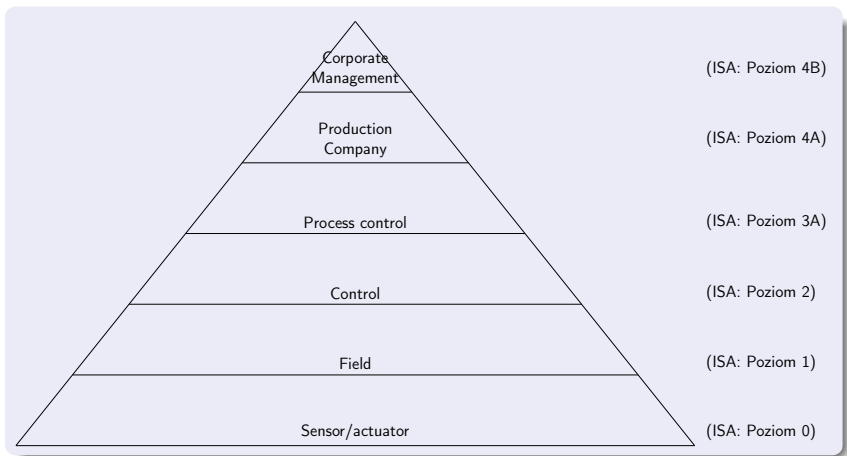 Corporate
Management
(ISA: Poziom 4B)
Production
Company
(ISA: Poziom 4A)
Process control
(ISA: Poziom 3A)
Control
(ISA: Poziom 2)
Field
(ISA: Poziom 1)
Sensor/actuator
(ISA: Poziom 0)